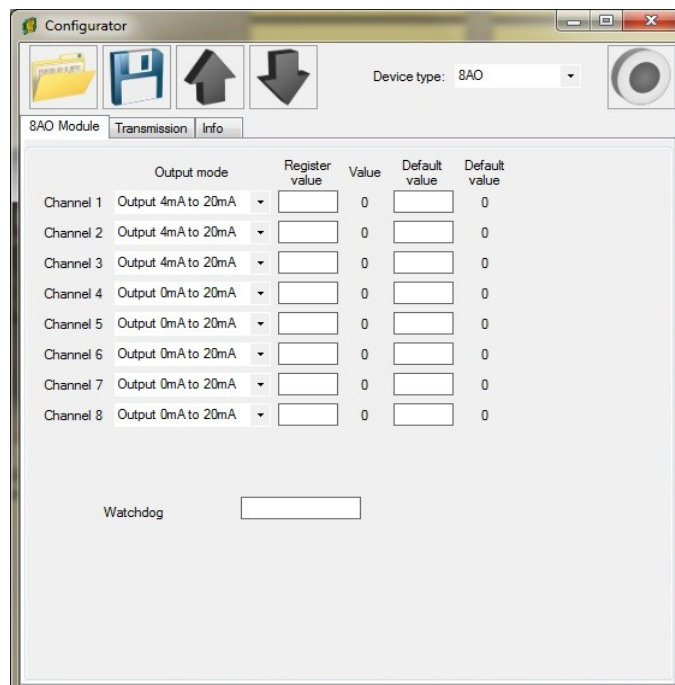 Configurator
Device type: 8AO
8AO Module Transmission Info
Output mode Register value Value Default value Default value
Channel 1 Output 4mA to 20mA 0 0
Channel 2 Output 4mA to 20mA 0 0
Channel 3 Output 4mA to 20mA 0 0
Channel 4 Output 0mA to 20mA 0 0
Channel 5 Output 0mA to 20mA 0 0
Channel 6 Output 0mA to 20mA 0 0
Channel 7 Output 0mA to 20mA 0 0
Channel 8 Output 0mA to 20mA 0 0
Watchdog